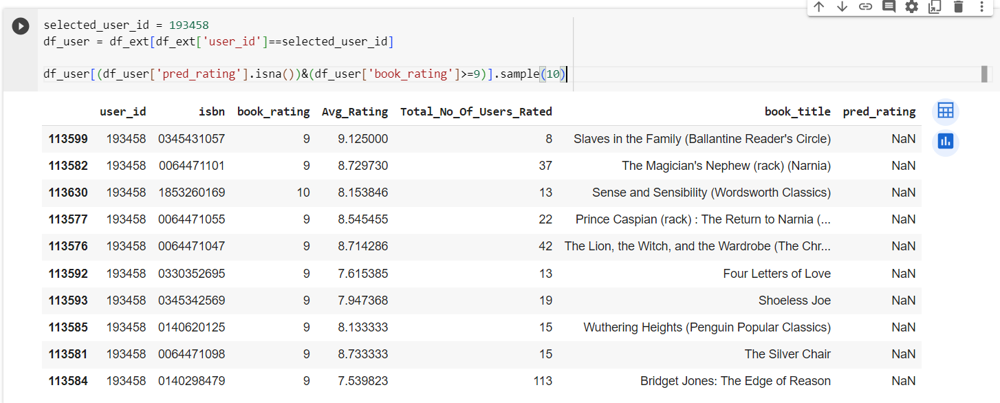 selected_user_id = 193458
df_user = df_ext[df_ext['user_id']==selected_user_id]
df_user[(df_user['pred_rating'].isna())&(df_user['book_rating']>=9)].sample(10)
user_id isbn book_rating Avg_Rating Total_No_Of_Users_Rated book_title pred_rating
113599 193458 0345431057 9 9.125000 8 Slaves in the Family (Ballantine Reader's Circle) NaN
113582 193458 0064471101 9 8.729730 37 The Magician's Nephew (rack) (Narnia) NaN
113630 193458 1853260169 10 8.153846 13 Sense and Sensibility (Wordsworth Classics) NaN
113577 193458 0064471055 9 8.545455 22 Prince Caspian (rack) : The Return to Narnia (... NaN
113576 193458 0064471047 9 8.714286 42 The Lion, the Witch, and the Wardrobe (The Chr... NaN
113592 193458 0330352695 9 7.615385 13 Four Letters of Love NaN
113593 193458 0345342569 9 7.947368 19 Shoeless Joe NaN
113585 193458 0140620125 9 8.133333 15 Wuthering Heights (Penguin Popular Classics) NaN
113581 193458 0064471098 9 8.733333 15 The Silver Chair NaN
113584 193458 0140298479 9 7.539823 113 Bridget Jones: The Edge of Reason NaN